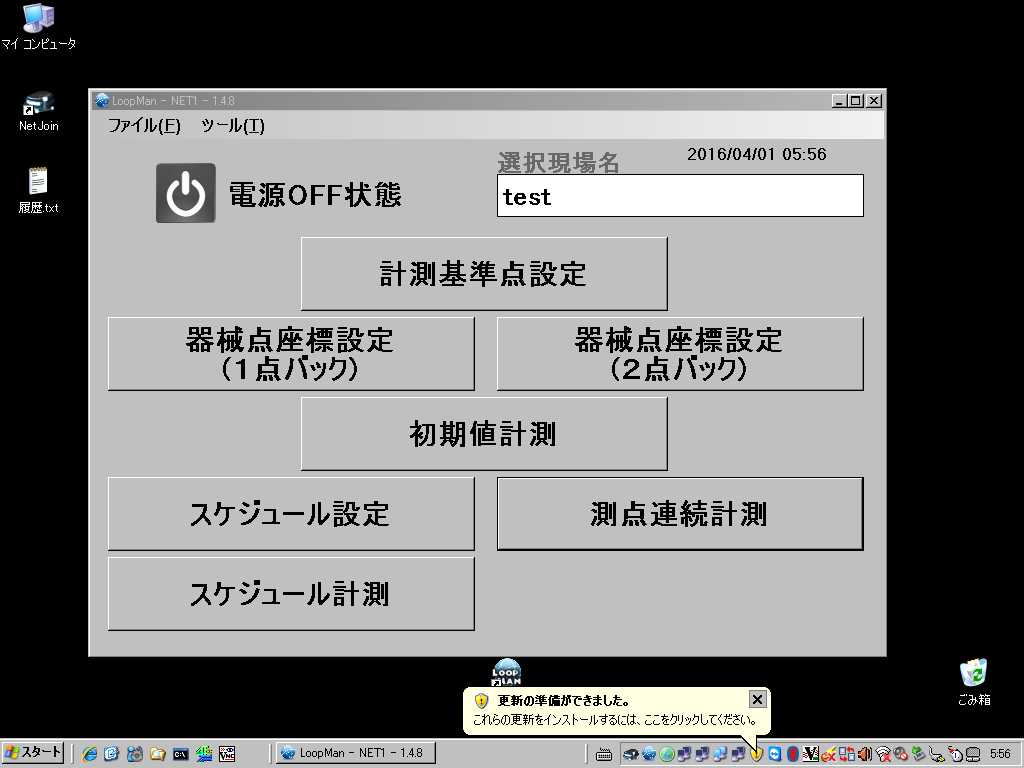 マイ コンピュータ
NetJoin
履歴.txt
LoopMan - NET1 - 1.4.8
ファイル(F) ツール(T)
選択現場名
2016/04/01 05:56
電源OFF状態
test
計測基準点設定
器械点座標設定
(1点バック)
器械点座標設定
(2点バック)
初期値計測
スケジュール設定
測点連続計測
スケジュール計測
LOOP
ごみ箱
更新の準備ができました。
これらの更新をインストールするには、ここをクリックしてください。
スタート
LoopMan - NET1 - 1.4.8
5:56